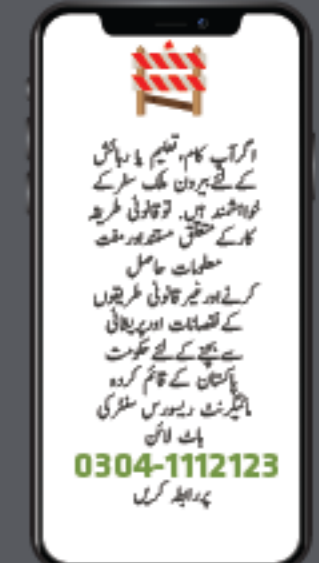 اگر آپ کام، تعلیم یا رہائش
کے لئے بیرون ملک سفر کے
خواہشمند ہیں. تو قانونی طریقہ
کار کے متعلق مستند اور مفت
معلومات حاصل
کرنے اور غیر قانونی طریقوں
کے نقصانات اور پریشانی
سے بچنے کے لئے حکومت
پاکستان کے قائم کردہ
مائیگرنٹ ریسورس سنٹر کی
ہاٹ لائن
0304-1112123
پر رابطہ کریں